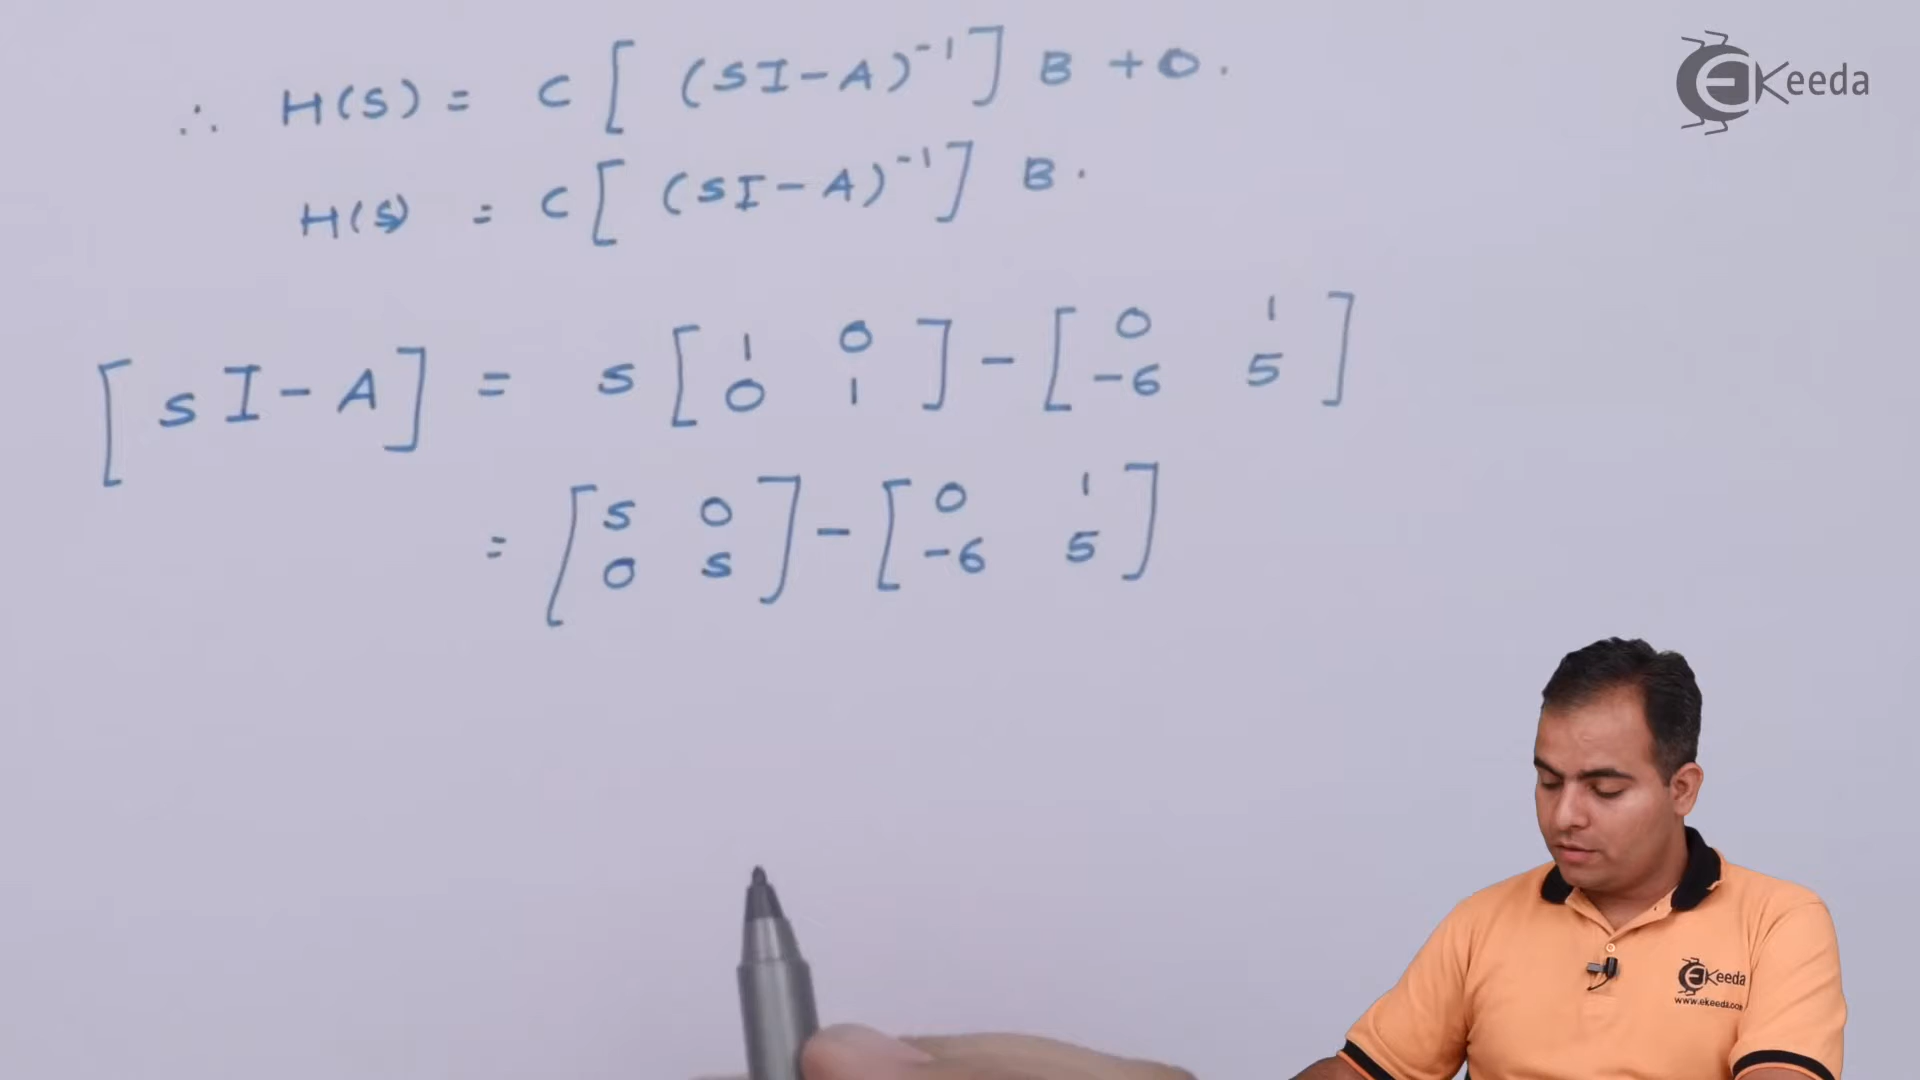 ∴ H(S) = C [ (SI-A)⁻¹ ] B + 0.
H(S) = C [ (SI-A)⁻¹ ] B.
[ S I - A ] = S [ 1 0 ] - [ 0 1 ]
0 1 -6 5
= [ S 0 ] - [ 0 1 ]
0 S -6 5
EKeeda
EKeeda
www.ekeeda.com